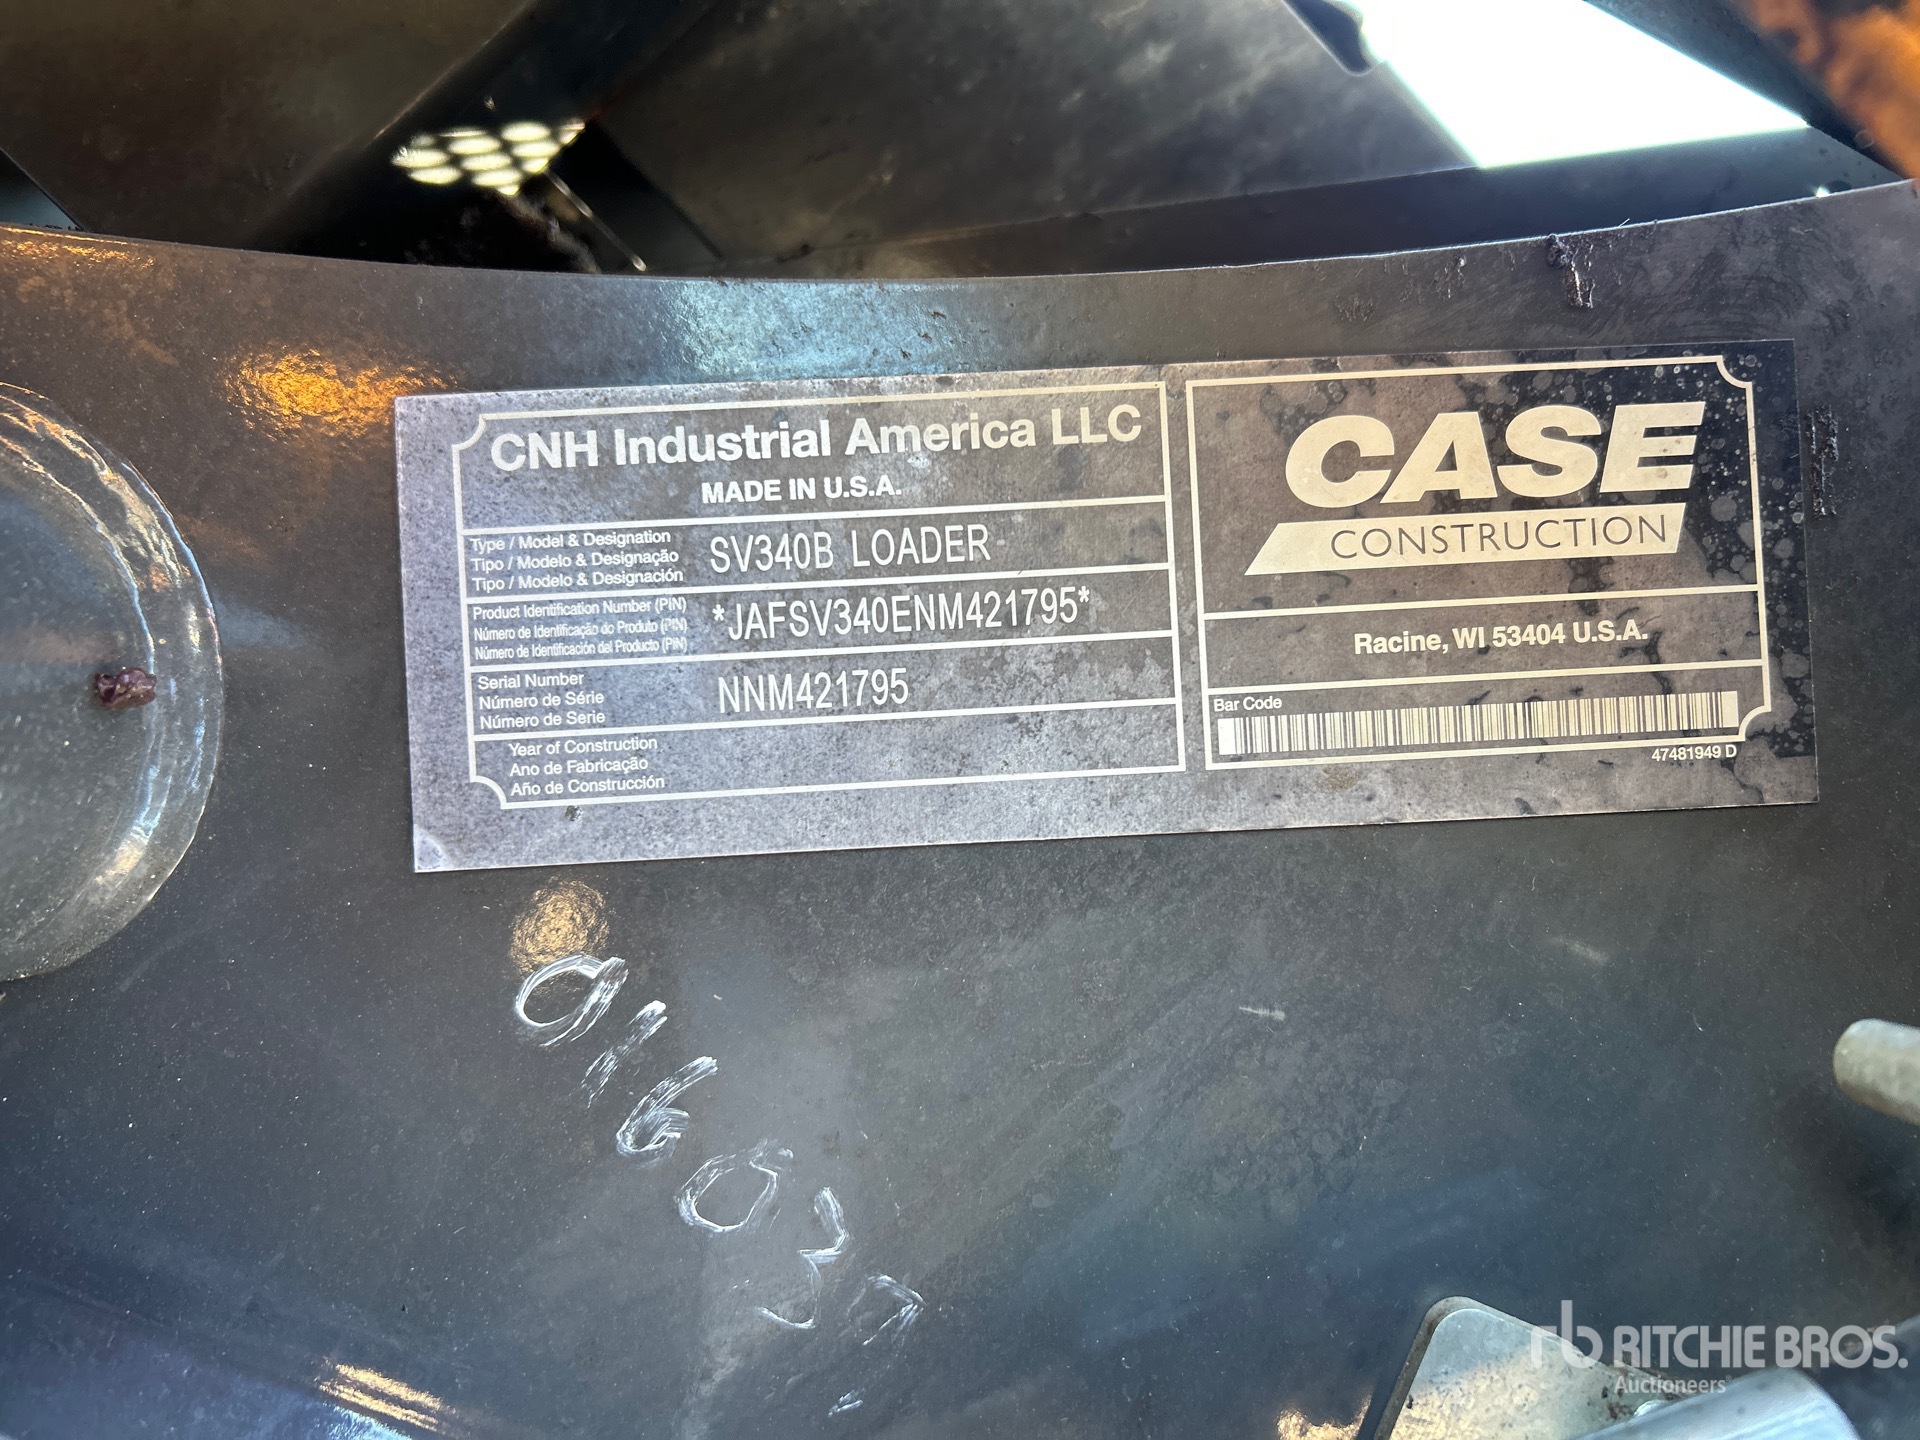 CNH Industrial America LLC
MADE IN U.S.A.
Type / Model & Designation
Tipo / Modelo & Designação
Tipo / Modelo & Designación
SV340B LOADER
Product Identification Number (PIN)
Número de Identificação do Produto (PIN)
Número de Identificación del Producto (PIN)
*JAFSV340ENM421795*
Serial Number
Número de Série
Número de Serie
NNM421795
Year of Construction
Ano de Fabricação
Año de Construcción
CASE
CONSTRUCTION
Racine, WI 53404 U.S.A.
Bar Code
47481949 D
916037
rb RITCHIE BROS.
Auctioneers